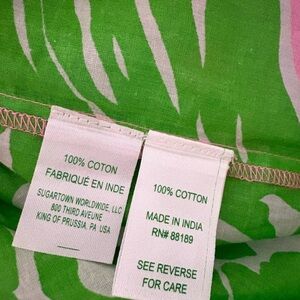 100% COTON
FABRIQUÉ EN INDE
SUGARTOWN WORLDWIDE, LLC
800 THIRD AVEUNE
KING OF PRUSSIA, PA USA
100% COTTON
MADE IN INDIA
RN# 88189
SEE REVERSE
FOR CARE